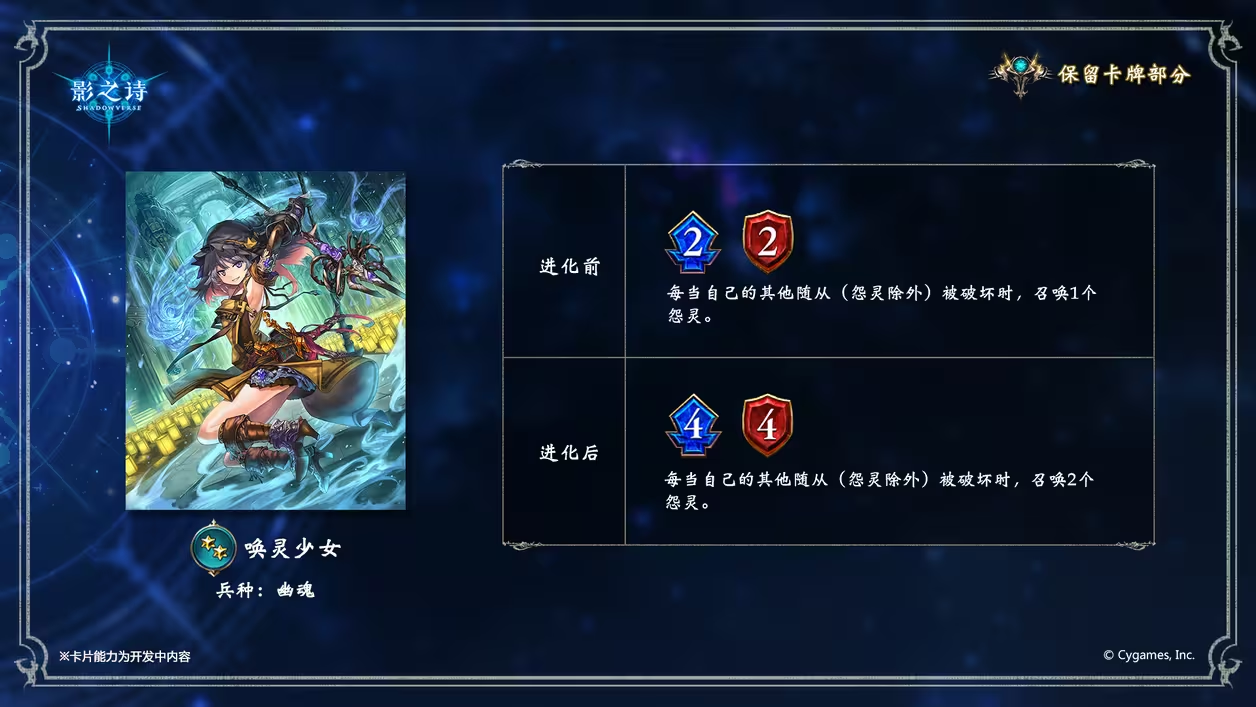 影之诗
SHADOWVERSE
保留卡牌部分
进化前
2 2
每当自己的其他随从（怨灵除外）被破坏时，召唤1个
怨灵。
进化后
4 4
每当自己的其他随从（怨灵除外）被破坏时，召唤2个
怨灵。
唤灵少女
兵种：幽魂
※卡片能力为开发中内容
© Cygames, Inc.